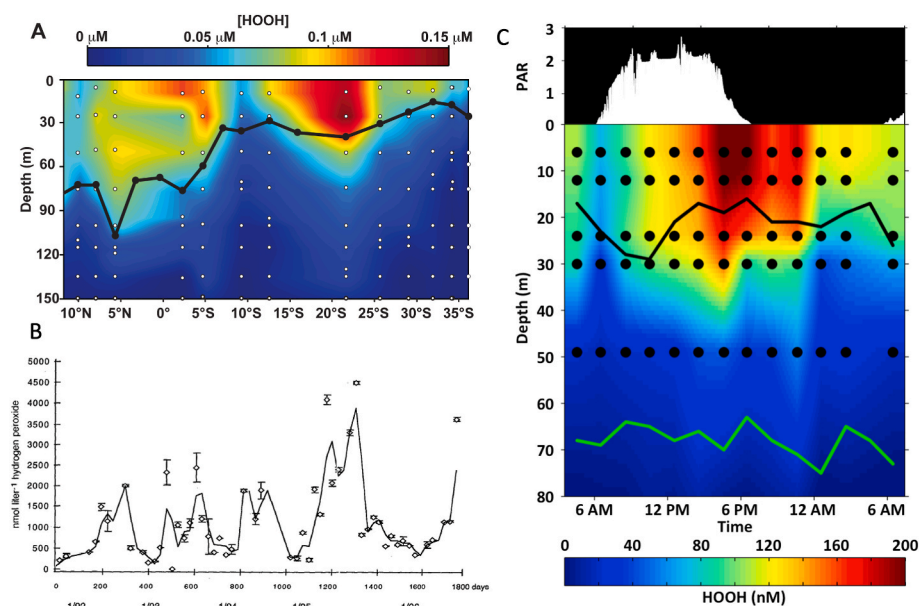 [HOOH]
A
0 µM 0.05 µM 0.1 µM 0.15 µM
0
30
60
90
120
150
Depth (m)
10°N 5°N 0° 5°S 10°S 15°S 20°S 25°S 30°S 35°S
B
nmol liter⁻¹ hydrogen peroxide
5000
4500
4000
3500
3000
2500
2000
1500
1000
500
0
0 200 400 600 800 1000 1200 1400 1600 1800 days
C
PAR
3
2
1
0
0
10
20
30
40
50
60
70
80
Depth (m)
6 AM 12 PM 6 PM 12 AM 6 AM
Time
0 40 80 120 160 200
HOOH (nM)